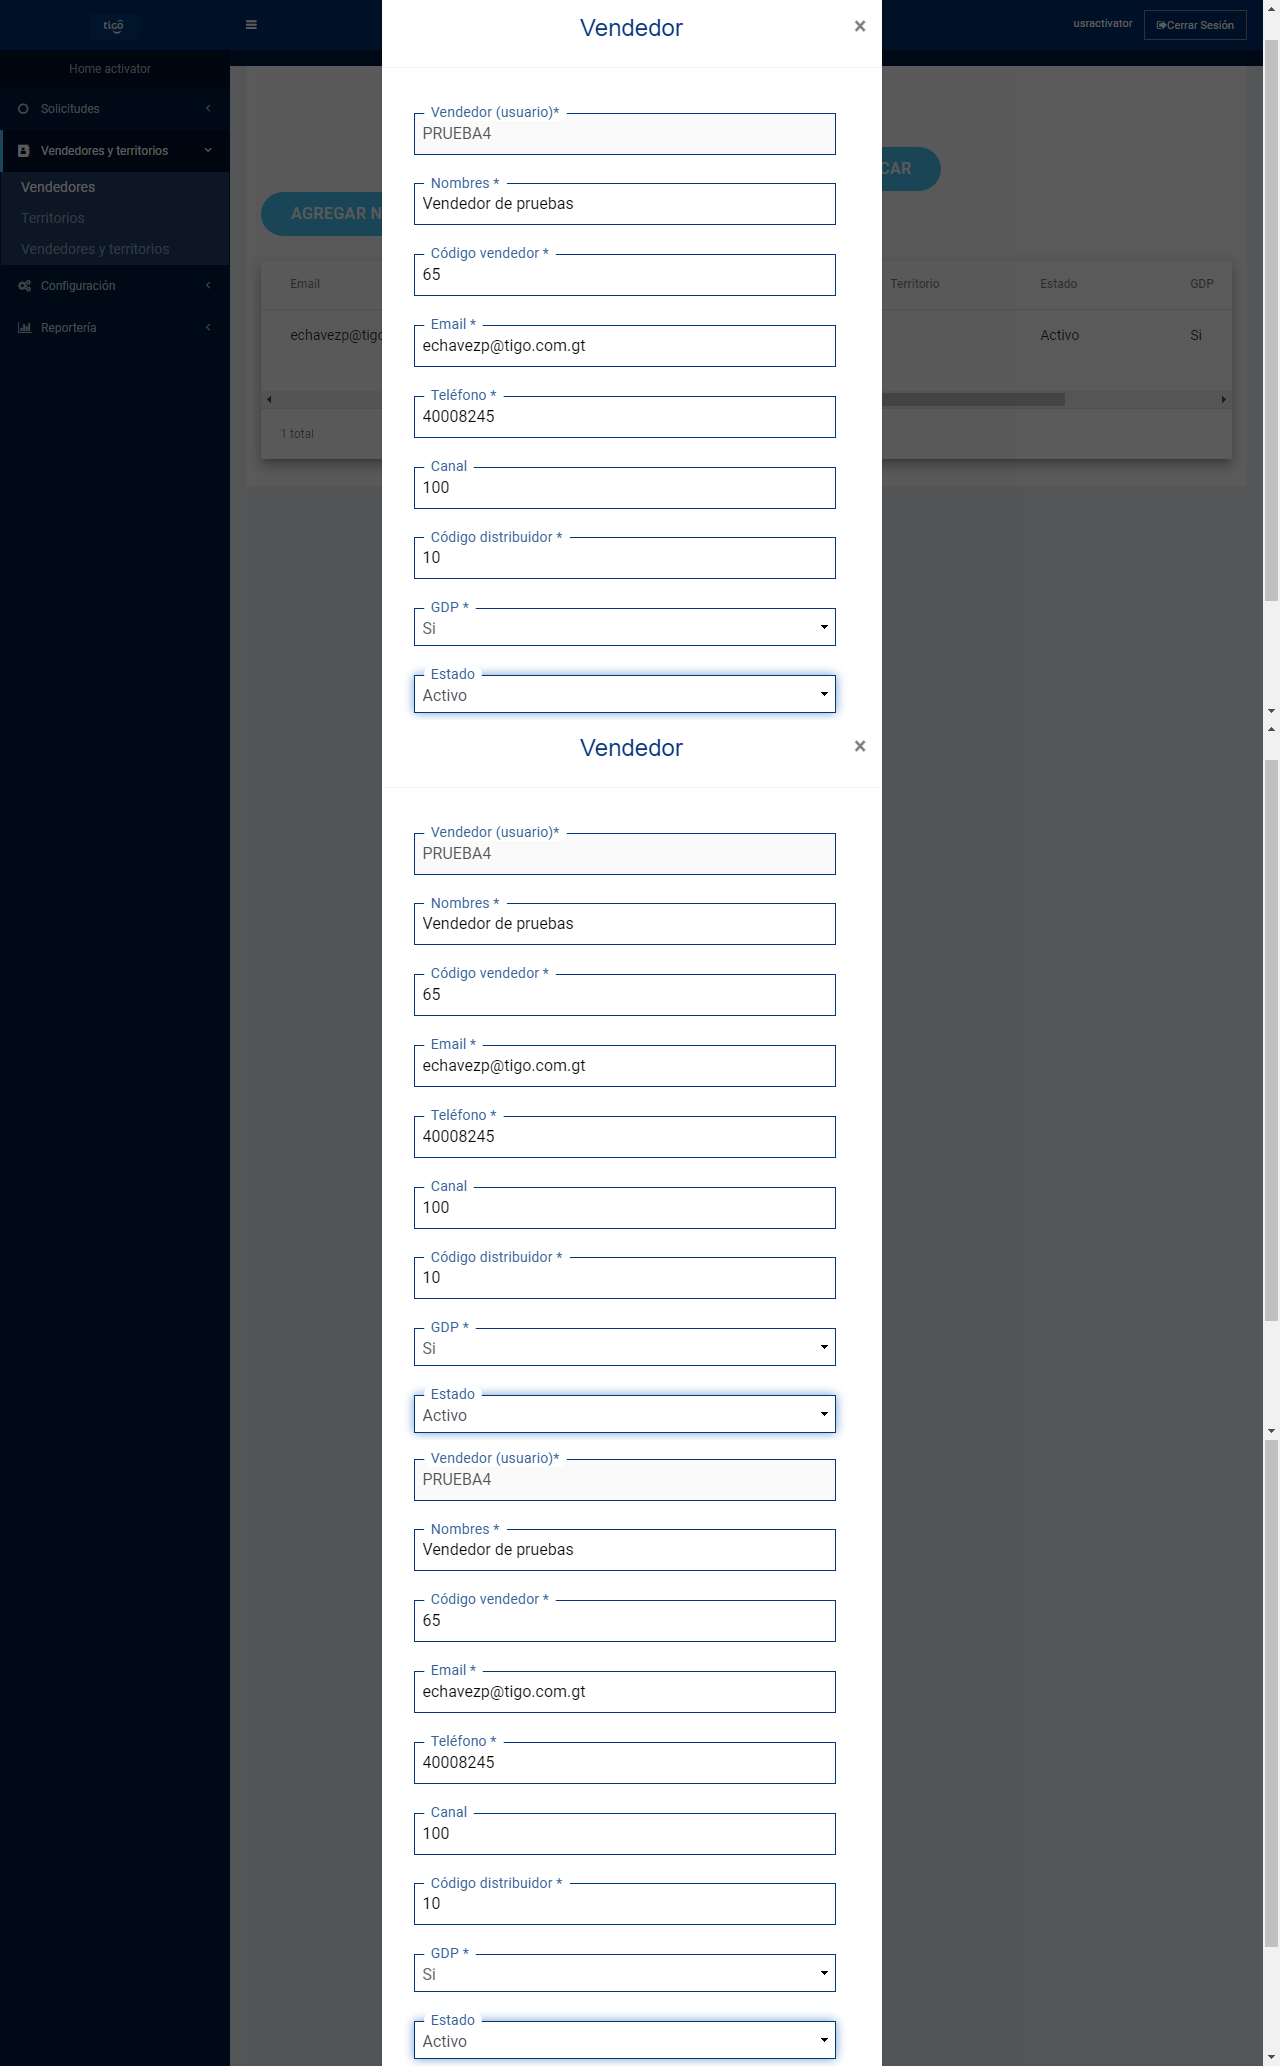 tigô
usractivator
Cerrar Sesión
Home activator
Solicitudes
Vendedores y territorios
Vendedores
Territorios
Vendedores y territorios
Configuración
Reportería
CAR
AGREGAR N
Email
Territorio
Estado
GDP
echavezp@tigo
Activo
Si
1 total
Vendedor
×
Vendedor (usuario)*
PRUEBA4
Nombres *
Vendedor de pruebas
Código vendedor *
65
Email *
echavezp@tigo.com.gt
Teléfono *
40008245
Canal
100
Código distribuidor *
10
GDP *
Si
Estado
Activo
Vendedor
×
Vendedor (usuario)*
PRUEBA4
Nombres *
Vendedor de pruebas
Código vendedor *
65
Email *
echavezp@tigo.com.gt
Teléfono *
40008245
Canal
100
Código distribuidor *
10
GDP *
Si
Estado
Activo
Vendedor (usuario)*
PRUEBA4
Nombres *
Vendedor de pruebas
Código vendedor *
65
Email *
echavezp@tigo.com.gt
Teléfono *
40008245
Canal
100
Código distribuidor *
10
GDP *
Si
Estado
Activo